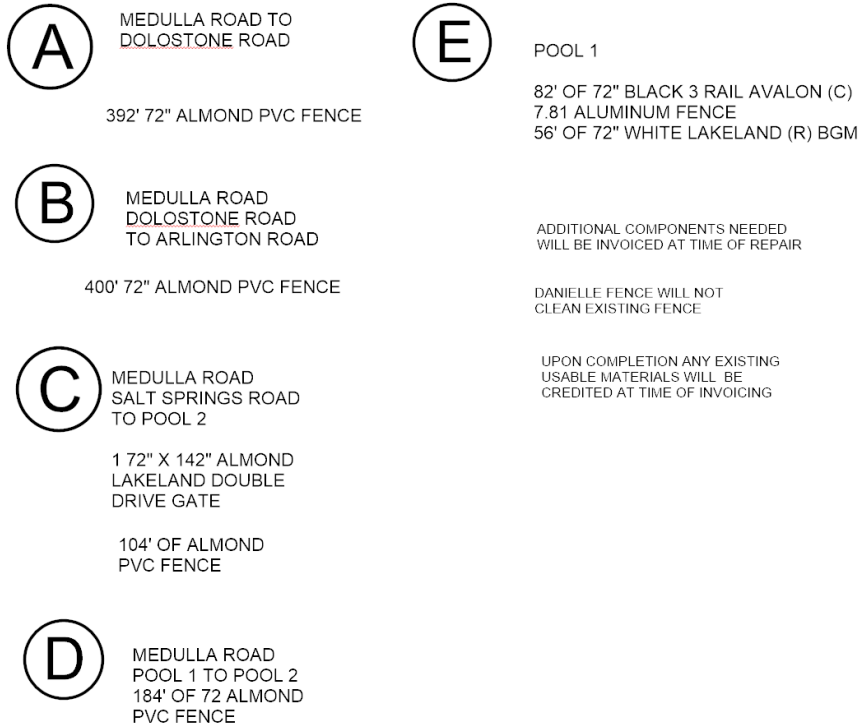 A
MEDULLA ROAD TO
DOLOSTONE ROAD
392' 72" ALMOND PVC FENCE
B
MEDULLA ROAD
DOLOSTONE ROAD
TO ARLINGTON ROAD
400' 72" ALMOND PVC FENCE
C
MEDULLA ROAD
SALT SPRINGS ROAD
TO POOL 2
1 72" X 142" ALMOND
LAKELAND DOUBLE
DRIVE GATE
104' OF ALMOND
PVC FENCE
D
MEDULLA ROAD
POOL 1 TO POOL 2
184' OF 72 ALMOND
PVC FENCE
E
POOL 1
82' OF 72" BLACK 3 RAIL AVALON (C)
7.81 ALUMINUM FENCE
56' OF 72" WHITE LAKELAND (R) BGM
ADDITIONAL COMPONENTS NEEDED
WILL BE INVOICED AT TIME OF REPAIR
DANIELLE FENCE WILL NOT
CLEAN EXISTING FENCE
UPON COMPLETION ANY EXISTING
USABLE MATERIALS WILL BE
CREDITED AT TIME OF INVOICING